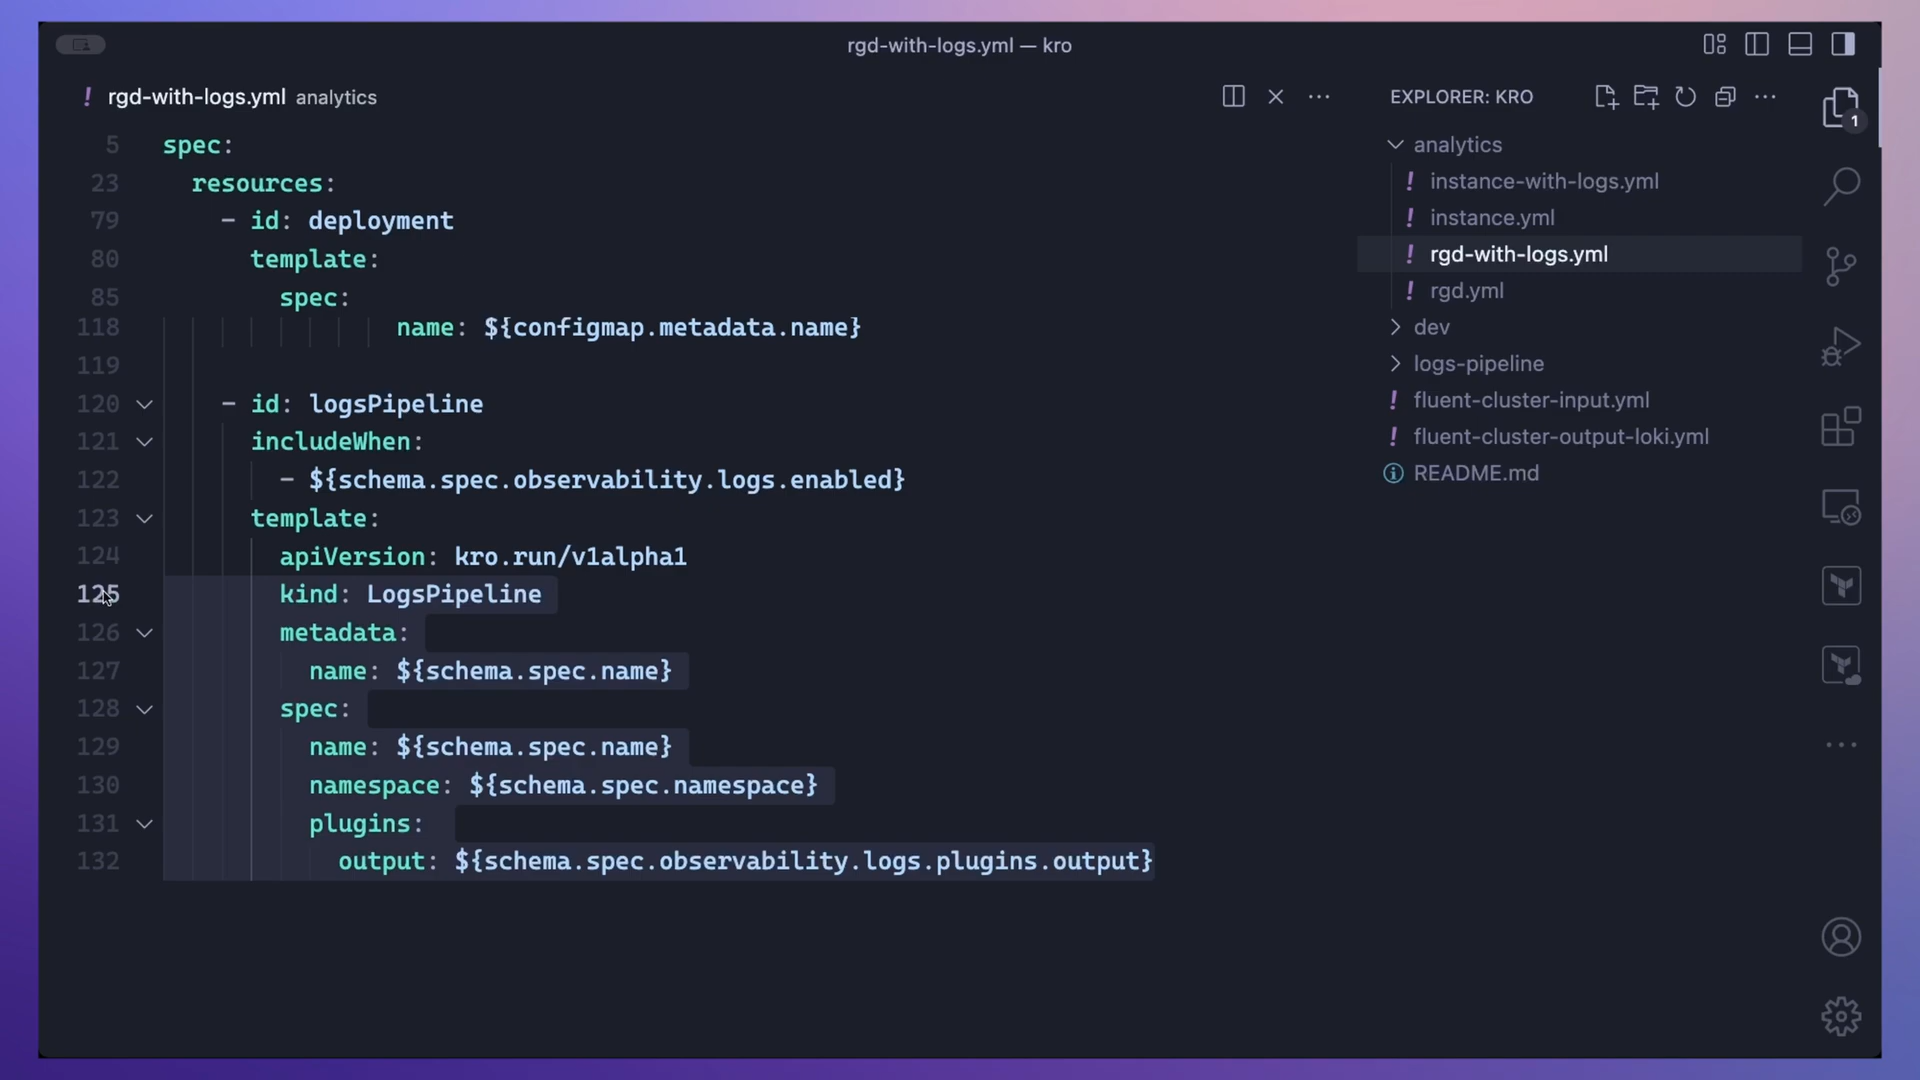 rgd-with-logs.yml — kro
! rgd-with-logs.yml analytics
5 spec:
23 resources:
79 - id: deployment
80 template:
85 spec:
118 name: ${configmap.metadata.name}
119
120 - id: logsPipeline
121 includeWhen:
122 - ${schema.spec.observability.logs.enabled}
123 template:
124 apiVersion: kro.run/v1alpha1
125 kind: LogsPipeline
126 metadata:
127 name: ${schema.spec.name}
128 spec:
129 name: ${schema.spec.name}
130 namespace: ${schema.spec.namespace}
131 plugins:
132 output: ${schema.spec.observability.logs.plugins.output}
EXPLORER: KRO
analytics
! instance-with-logs.yml
! instance.yml
! rgd-with-logs.yml
! rgd.yml
dev
logs-pipeline
! fluent-cluster-input.yml
! fluent-cluster-output-loki.yml
README.md
1